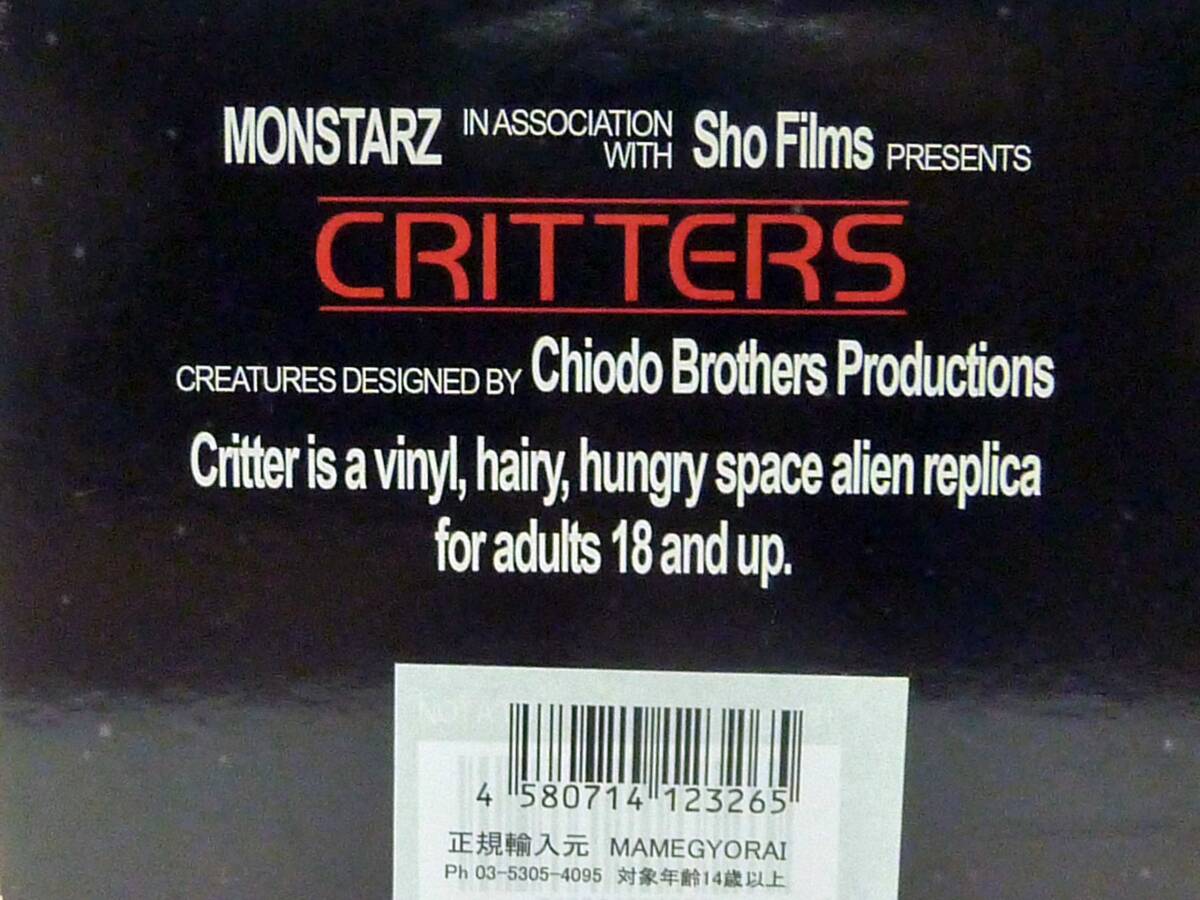 MONSTARZ IN ASSOCIATION WITH Sho Films PRESENTS
CRITTERS
CREATURES DESIGNED BY Chiodo Brothers Productions
Critter is a vinyl, hairy, hungry space alien replica
for adults 18 and up.
NOT A
4 580714 123265
正規輸入元 MAMEGYORAI
Ph 03-5305-4095 対象年齢14歳以上